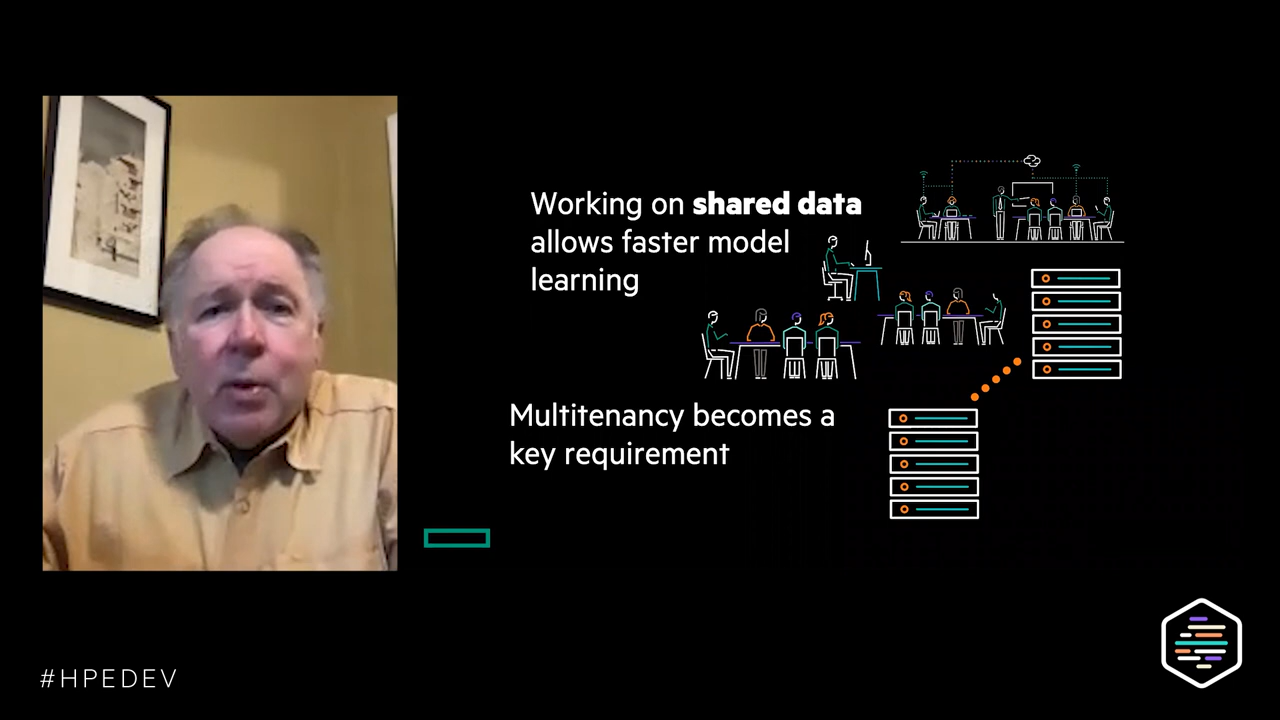 Working on shared data
allows faster model
learning
Multitenancy becomes a
key requirement
#HPEDEV